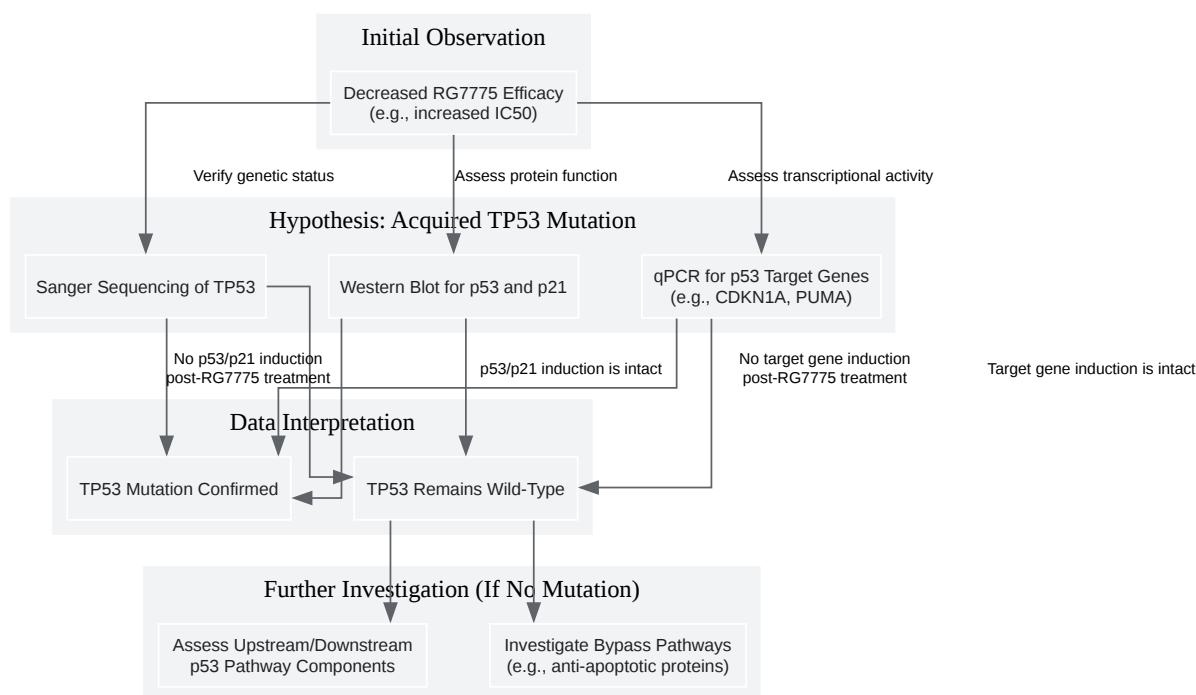 Initial Observation
Decreased RG7775 Efficacy
(e.g., increased IC50)
Verify genetic status
Assess protein function
Assess transcriptional activity
Hypothesis: Acquired TP53 Mutation
Sanger Sequencing of TP53
Western Blot for p53 and p21
qPCR for p53 Target Genes
(e.g., CDKN1A, PUMA)
No p53/p21 induction
post-RG7775 treatment
p53/p21 induction is intact
No target gene induction
post-RG7775 treatment
Target gene induction is intact
Data Interpretation
TP53 Mutation Confirmed
TP53 Remains Wild-Type
Further Investigation (If No Mutation)
Assess Upstream/Downstream
p53 Pathway Components
Investigate Bypass Pathways
(e.g., anti-apoptotic proteins)